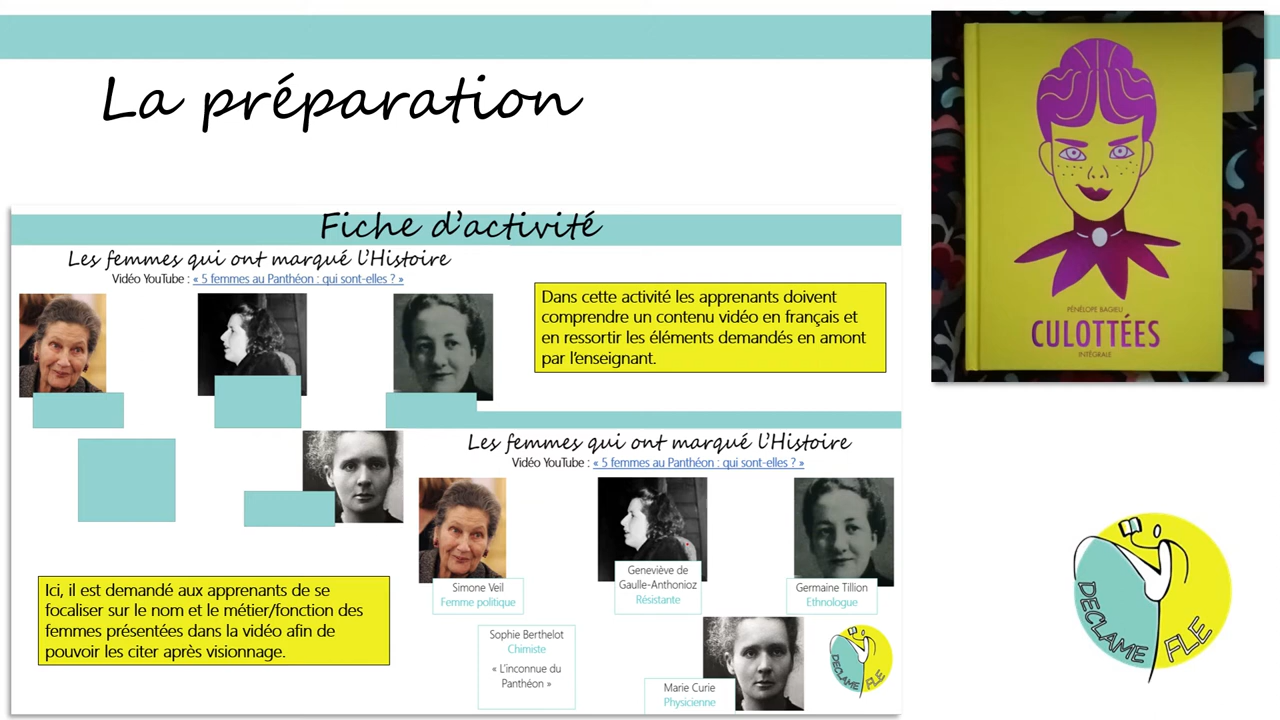 La préparation
PÉNÉLOPE BAGIEU
CULOTTÉES
INTÉGRALE
Fiche d'activité
Les femmes qui ont marqué l'Histoire
Vidéo YouTube : « 5 femmes au Panthéon : qui sont-elles ? »
Dans cette activité les apprenants doivent
comprendre un contenu vidéo en français et
en ressortir les éléments demandés en amont
par l'enseignant.
Les femmes qui ont marqué l'Histoire
Vidéo YouTube : « 5 femmes au Panthéon : qui sont-elles ? »
Simone Veil
Femme politique
Geneviève de
Gaulle-Anthonioz
Résistante
Germaine Tillion
Ethnologue
Sophie Berthelot
Chimiste
« L'inconnue du
Panthéon »
Marie Curie
Physicienne
DECLAME FLE
Ici, il est demandé aux apprenants de se
focaliser sur le nom et le métier/fonction des
femmes présentées dans la vidéo afin de
pouvoir les citer après visionnage.
DECLAME FLE